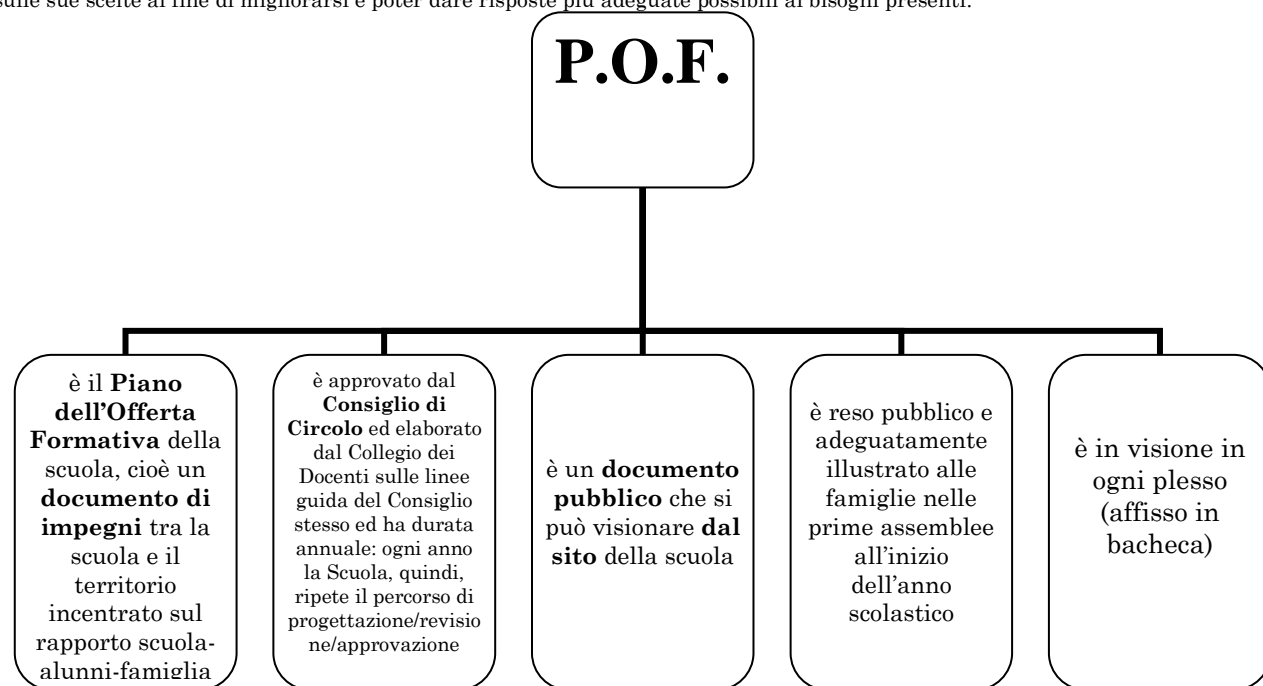 sulle sue scelte al fine di migliorarsi e poter dare risposte più adeguate possibili ai bisogni presenti.
P.O.F.
è il Piano
dell'Offerta
Formativa della
scuola, cioè un
documento di
impegni tra la
scuola e il
territorio
incentrato sul
rapporto scuola-
alunni-famiglia
è approvato dal
Consiglio di
Circolo ed elaborato
dal Collegio dei
Docenti sulle linee
guida del Consiglio
stesso ed ha durata
annuale: ogni anno
la Scuola, quindi,
ripete il percorso di
progettazione/revisio
ne/approvazione
è un documento
pubblico che si
può visionare dal
sito della scuola
è reso pubblico e
adeguatamente
illustrato alle
famiglie nelle
prime assemblee
all'inizio
dell'anno
scolastico
è in visione in
ogni plesso
(affisso in
bacheca)